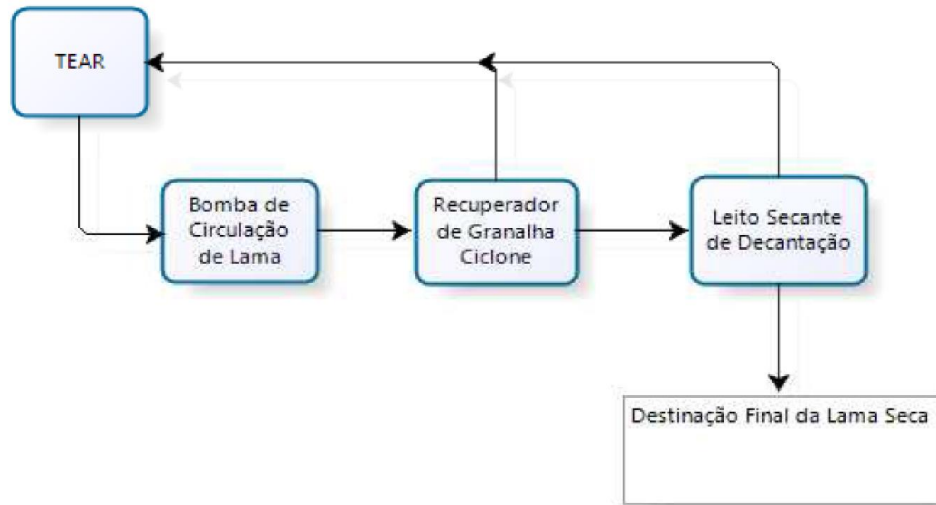 TEAR
Bomba de
Circulação
de Lama
Recuperador
de Granalha
Ciclone
Leito Secante
de Decantação
Destinação Final da Lama Seca